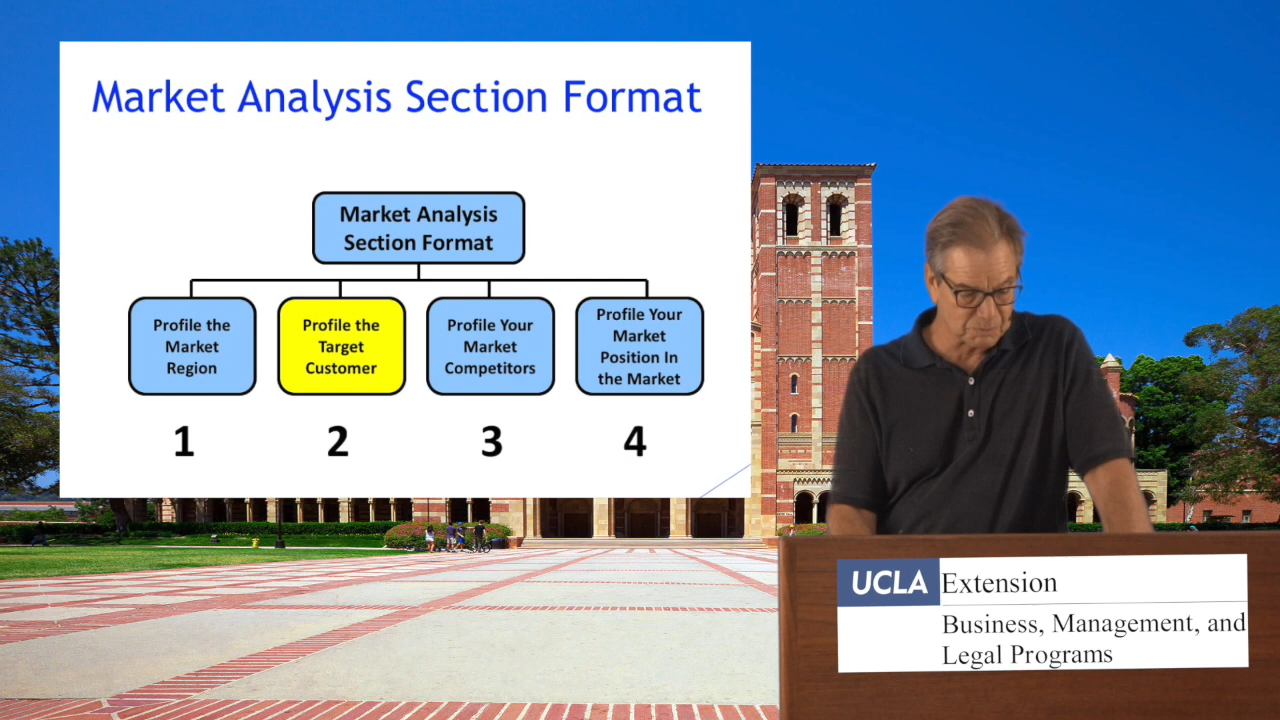 Market Analysis Section Format
Market Analysis
Section Format
Profile the
Market
Region
Profile the
Target
Customer
Profile Your
Market
Competitors
Profile Your
Market
Position In
the Market
1
2
3
4
UCLA Extension
Business, Management, and
Legal Programs